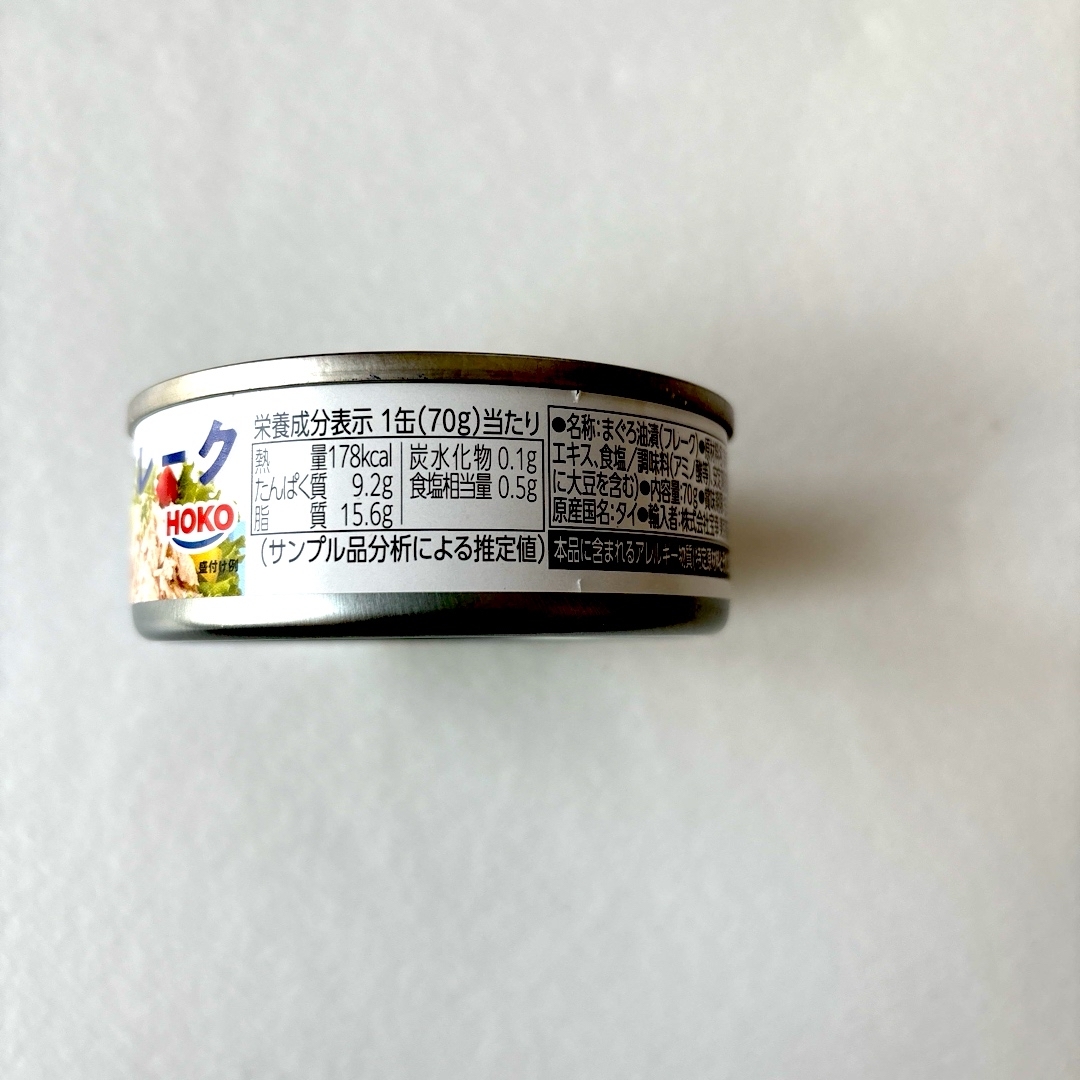 レーク
HOKO
盛付け例
栄養成分表示 1缶(70g)当たり
熱量178kcal
たんぱく質 9.2g
脂質 15.6g
炭水化物 0.1g
食塩相当量 0.5g
(サンプル品分析による推定値)
●名称:まぐろ油漬(フレーク)●
エキス、食塩/調味料(アミノ酸等)、
に大豆を含む)●内容量:70g●
原産国名:タイ●輸入者:株式会社宝幸
本品に含まれるアレルギー物質